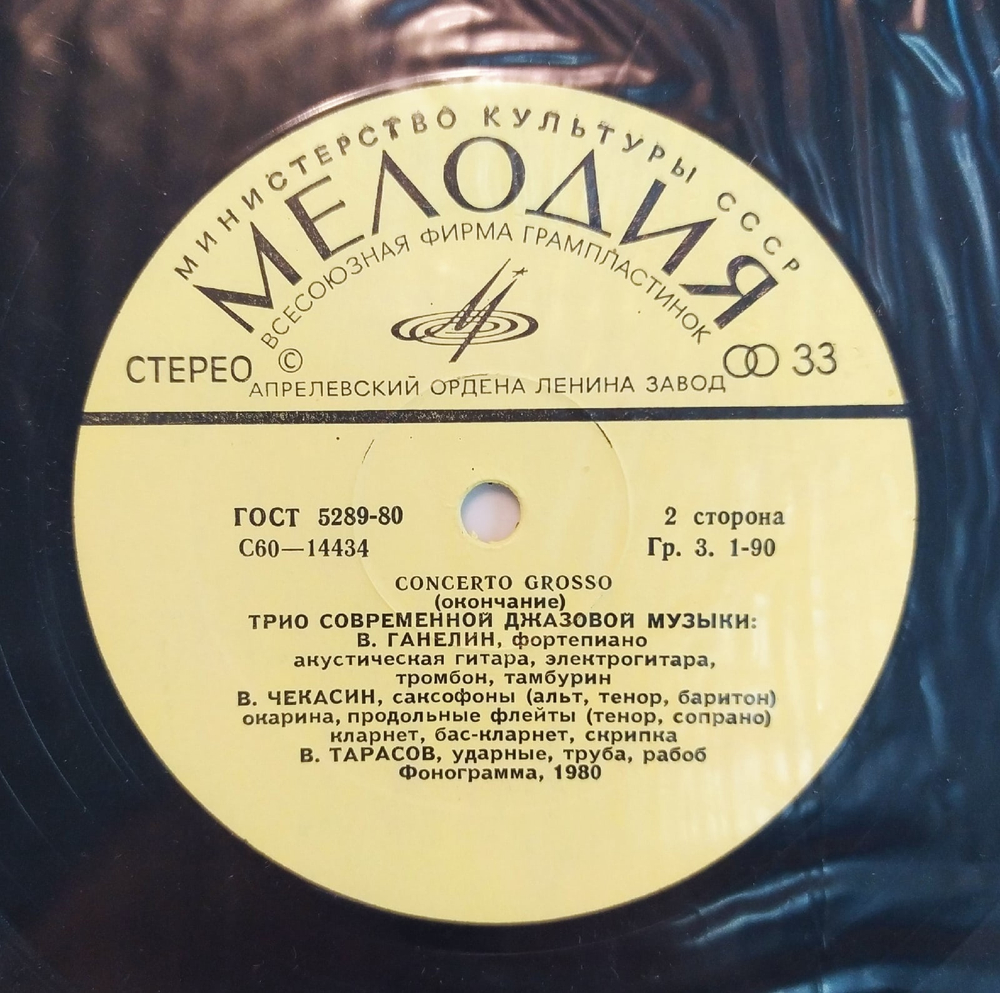 МИНИСТЕРСТВО КУЛЬТУРЫ СССР
МЕЛОДИЯ
ВСЕСОЮЗНАЯ ФИРМА ГРАМПЛАСТИНОК
СТЕРЕО © 33
АПРЕЛЕВСКИЙ ОРДЕНА ЛЕНИНА ЗАВОД
ГОСТ 5289-80 2 сторона
С60—14434 Гр. 3. 1-90
CONCERTO GROSSO
(окончание)
ТРИО СОВРЕМЕННОЙ ДЖАЗОВОЙ МУЗЫКИ:
В. ГАНЕЛИН, фортепиано
акустическая гитара, электрогитара,
тромбон, тамбурин
В. ЧЕКАСИН, саксофоны (альт, тенор, баритон)
окарина, продольные флейты (тенор, сопрано)
кларнет, бас-кларнет, скрипка
В. ТАРАСОВ, ударные, труба, рабоб
Фонограмма, 1980